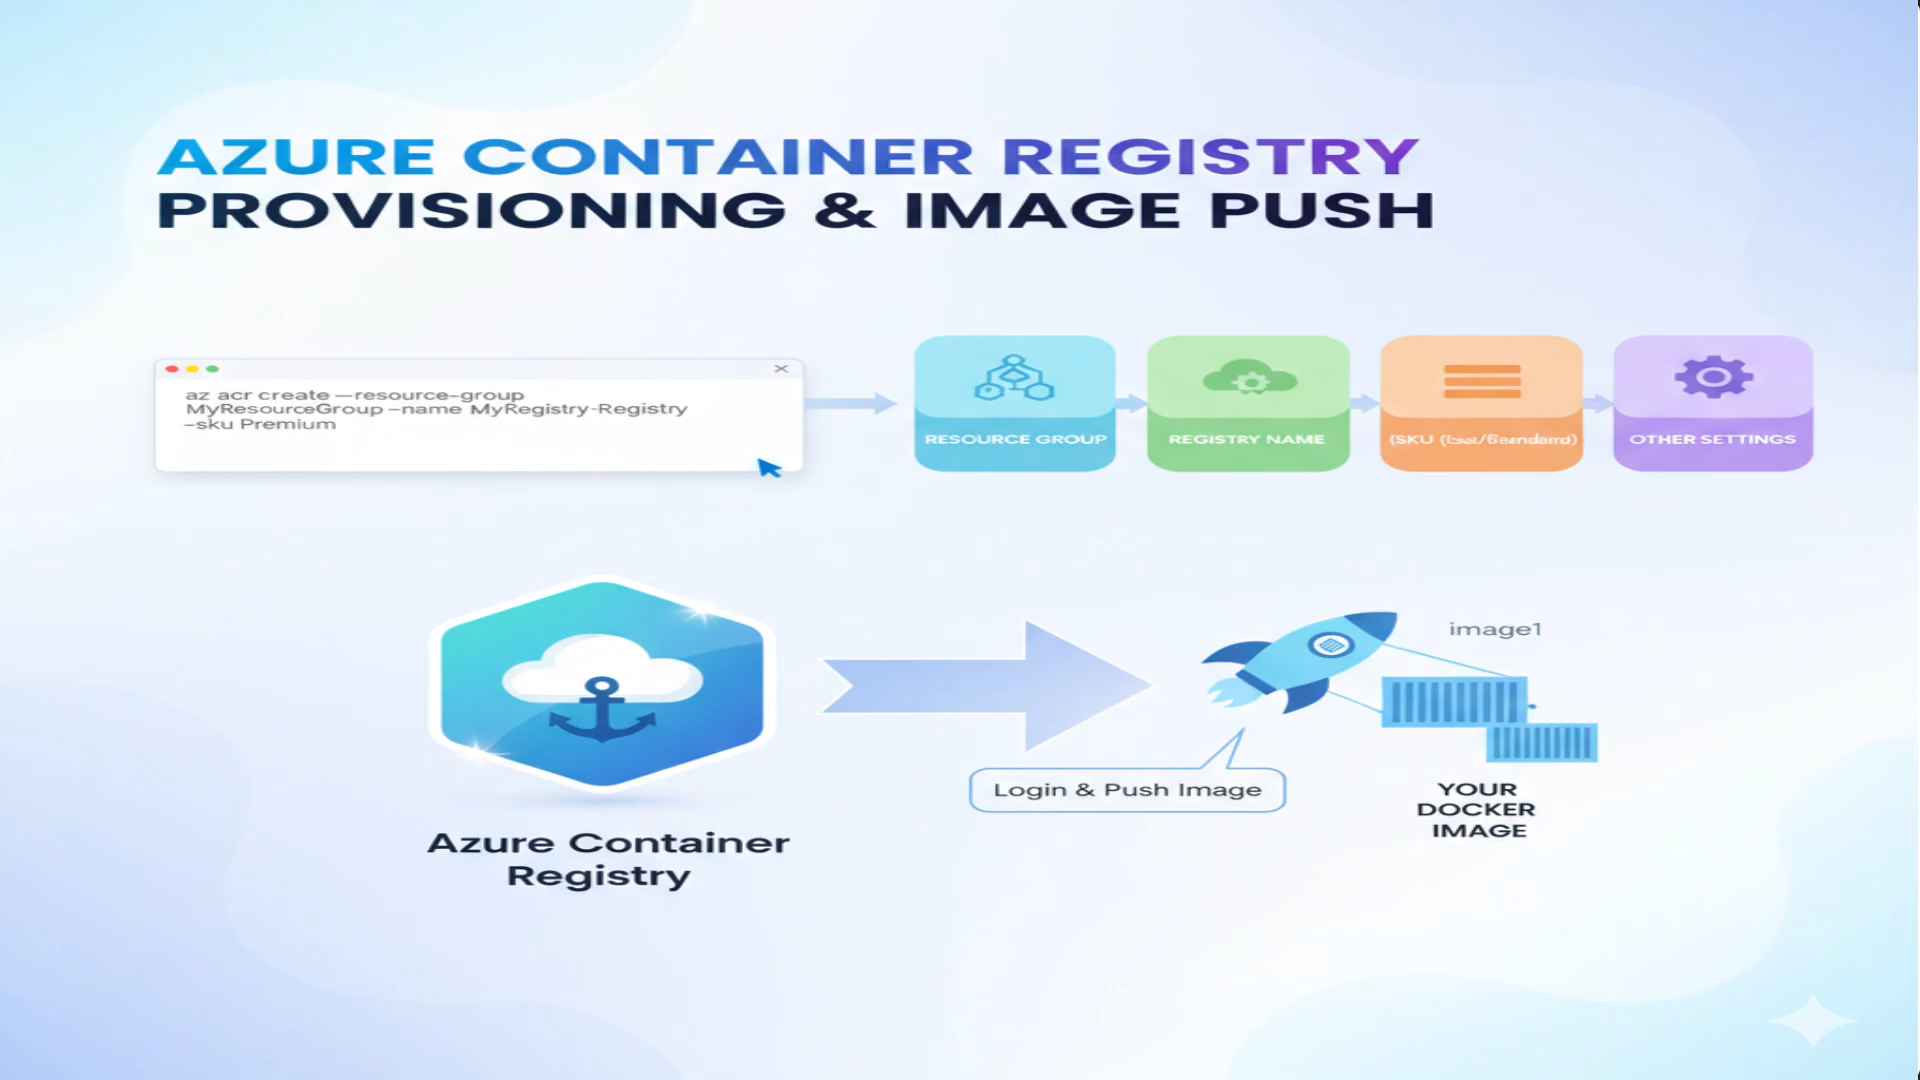 AZURE CONTAINER REGISTRY
PROVISIONING & IMAGE PUSH
az acr create —resource-group
MyResourceGroup –name MyRegistry-Registry
–sku Premium
RESOURCE GROUP
REGISTRY NAME
(SKU
OTHER SETTINGS
image1
Login & Push Image
YOUR
DOCKER
IMAGE
Azure Container
Registry